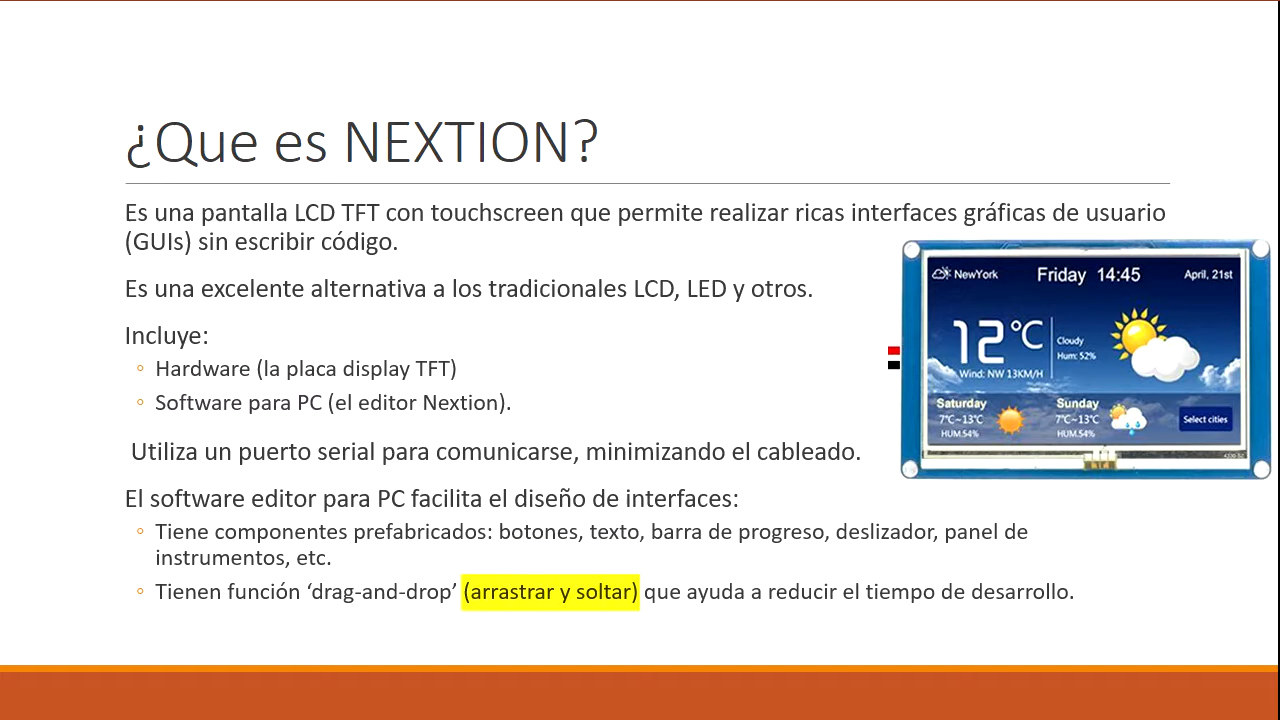 ¿Que es NEXTION?
Es una pantalla LCD TFT con touchscreen que permite realizar ricas interfaces gráficas de usuario
(GUIs) sin escribir código.
Es una excelente alternativa a los tradicionales LCD, LED y otros.
Incluye:
◦ Hardware (la placa display TFT)
◦ Software para PC (el editor Nextion).
Utiliza un puerto serial para comunicarse, minimizando el cableado.
El software editor para PC facilita el diseño de interfaces:
◦ Tiene componentes prefabricados: botones, texto, barra de progreso, deslizador, panel de
instrumentos, etc.
◦ Tienen función ‘drag-and-drop’ (arrastrar y soltar) que ayuda a reducir el tiempo de desarrollo.
NewYork Friday 14:45 April, 21st
12°C
Cloudy
Hum: 52%
Wind: NW 13KM/H
Saturday
7°C~13°C
HUM.54%
Sunday
7°C~13°C
HUM.54%
Select cities